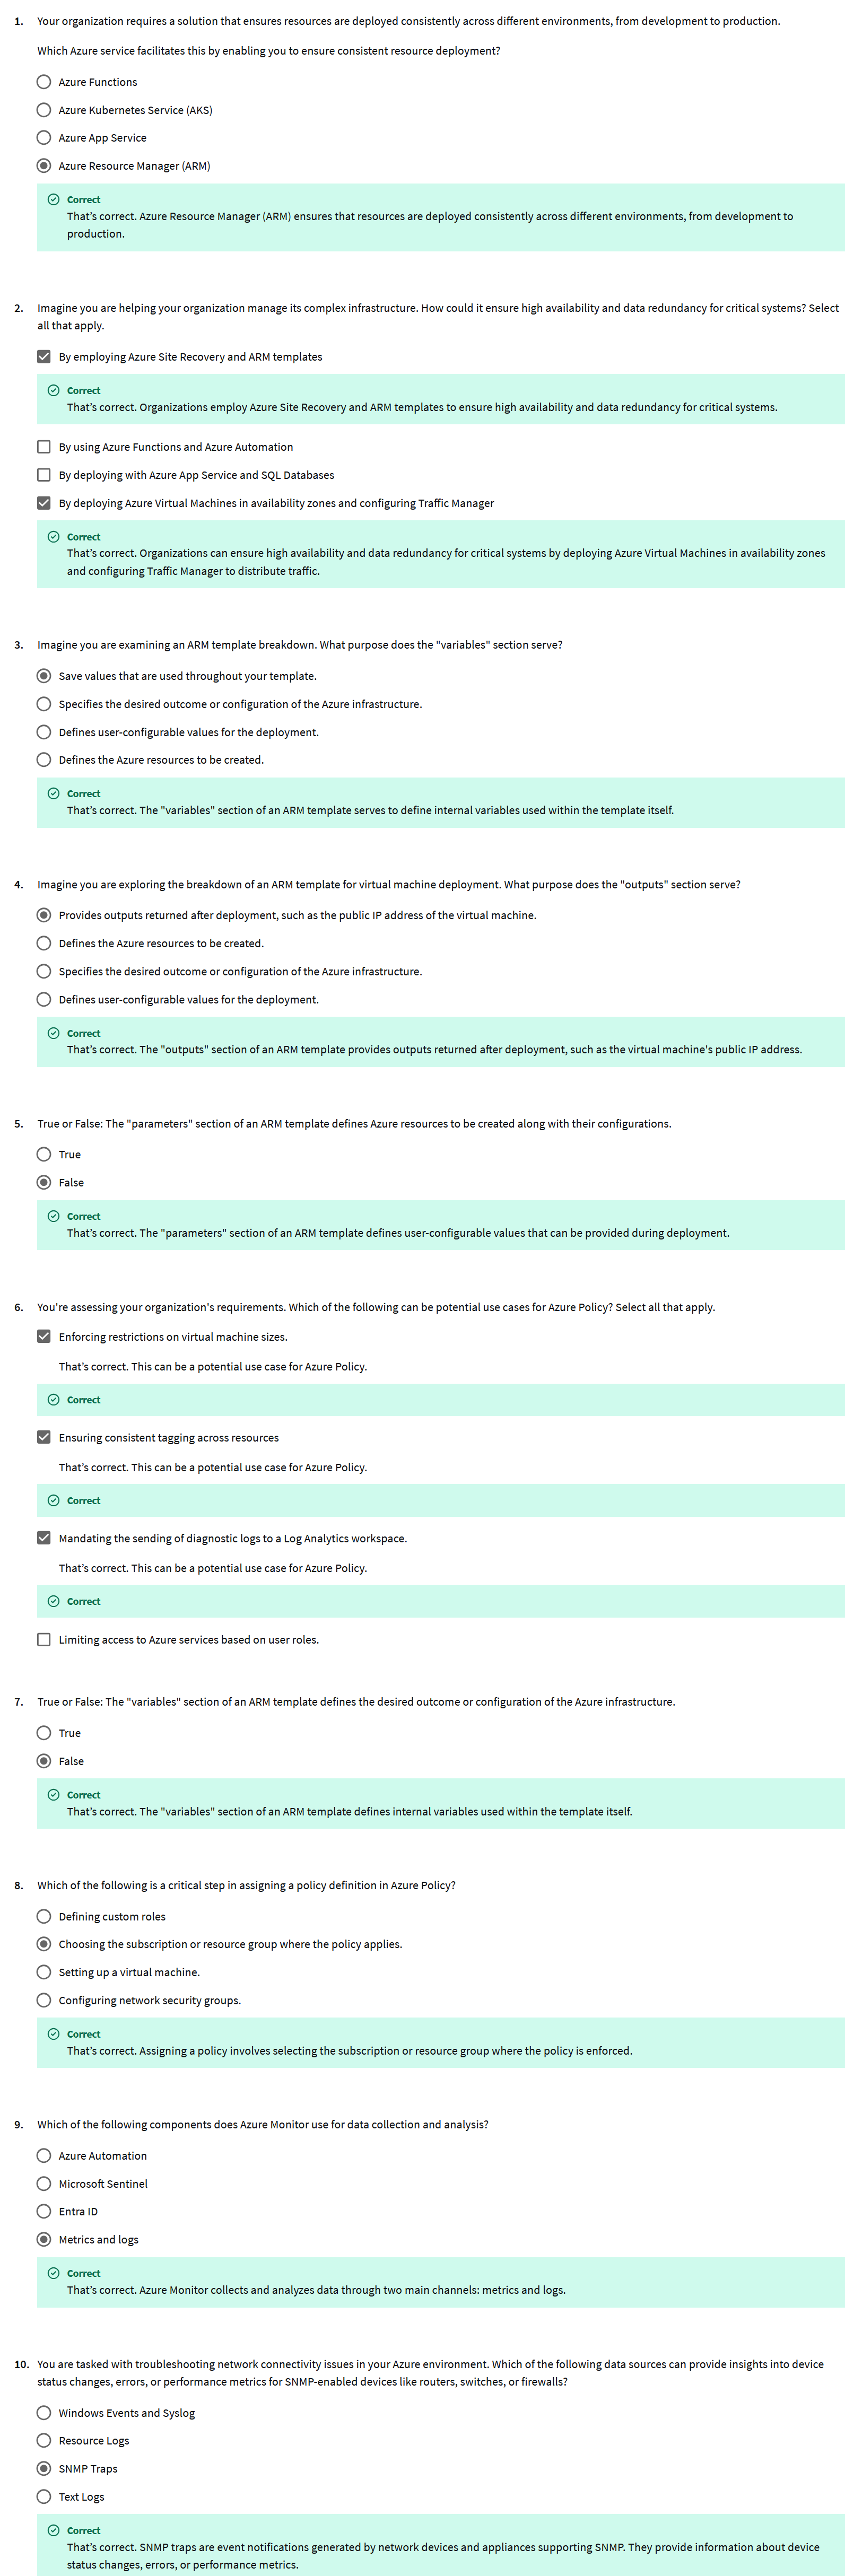 1. Your organization requires a solution that ensures resources are deployed consistently across different environments, from development to production.
Which Azure service facilitates this by enabling you to ensure consistent resource deployment?
Azure Functions
Azure Kubernetes Service (AKS)
Azure App Service
Azure Resource Manager (ARM)
Correct
That's correct. Azure Resource Manager (ARM) ensures that resources are deployed consistently across different environments, from development to
production.
2. Imagine you are helping your organization manage its complex infrastructure. How could it ensure high availability and data redundancy for critical systems? Select
all that apply.
By employing Azure Site Recovery and ARM templates
Correct
That's correct. Organizations employ Azure Site Recovery and ARM templates to ensure high availability and data redundancy for critical systems.
By using Azure Functions and Azure Automation
By deploying with Azure App Service and SQL Databases
By deploying Azure Virtual Machines in availability zones and configuring Traffic Manager
Correct
That's correct. Organizations can ensure high availability and data redundancy for critical systems by deploying Azure Virtual Machines in availability zones
and configuring Traffic Manager to distribute traffic.
3. Imagine you are examining an ARM template breakdown. What purpose does the "variables" section serve?
Save values that are used throughout your template.
Specifies the desired outcome or configuration of the Azure infrastructure.
Defines user-configurable values for the deployment.
Defines the Azure resources to be created.
Correct
That's correct. The "variables" section of an ARM template serves to define internal variables used within the template itself.
4. Imagine you are exploring the breakdown of an ARM template for virtual machine deployment. What purpose does the "outputs" section serve?
Provides outputs returned after deployment, such as the public IP address of the virtual machine.
Defines the Azure resources to be created.
Specifies the desired outcome or configuration of the Azure infrastructure.
Defines user-configurable values for the deployment.
Correct
That's correct. The "outputs" section of an ARM template provides outputs returned after deployment, such as the virtual machine's public IP address.
5. True or False: The "parameters" section of an ARM template defines Azure resources to be created along with their configurations.
True
False
Correct
That's correct. The "parameters" section of an ARM template defines user-configurable values that can be provided during deployment.
6. You're assessing your organization's requirements. Which of the following can be potential use cases for Azure Policy? Select all that apply.
Enforcing restrictions on virtual machine sizes.
That's correct. This can be a potential use case for Azure Policy.
Correct
Ensuring consistent tagging across resources
That's correct. This can be a potential use case for Azure Policy.
Correct
Mandating the sending of diagnostic logs to a Log Analytics workspace.
That's correct. This can be a potential use case for Azure Policy.
Correct
Limiting access to Azure services based on user roles.
7. True or False: The "variables" section of an ARM template defines the desired outcome or configuration of the Azure infrastructure.
True
False
Correct
That's correct. The "variables" section of an ARM template defines internal variables used within the template itself.
8. Which of the following is a critical step in assigning a policy definition in Azure Policy?
Defining custom roles
Choosing the subscription or resource group where the policy applies.
Setting up a virtual machine.
Configuring network security groups.
Correct
That's correct. Assigning a policy involves selecting the subscription or resource group where the policy is enforced.
9. Which of the following components does Azure Monitor use for data collection and analysis?
Azure Automation
Microsoft Sentinel
Entra ID
Metrics and logs
Correct
That's correct. Azure Monitor collects and analyzes data through two main channels: metrics and logs.
10. You are tasked with troubleshooting network connectivity issues in your Azure environment. Which of the following data sources can provide insights into device
status changes, errors, or performance metrics for SNMP-enabled devices like routers, switches, or firewalls?
Windows Events and Syslog
Resource Logs
SNMP Traps
Text Logs
Correct
That's correct. SNMP traps are event notifications generated by network devices and appliances supporting SNMP. They provide information about device
status changes, errors, or performance metrics.